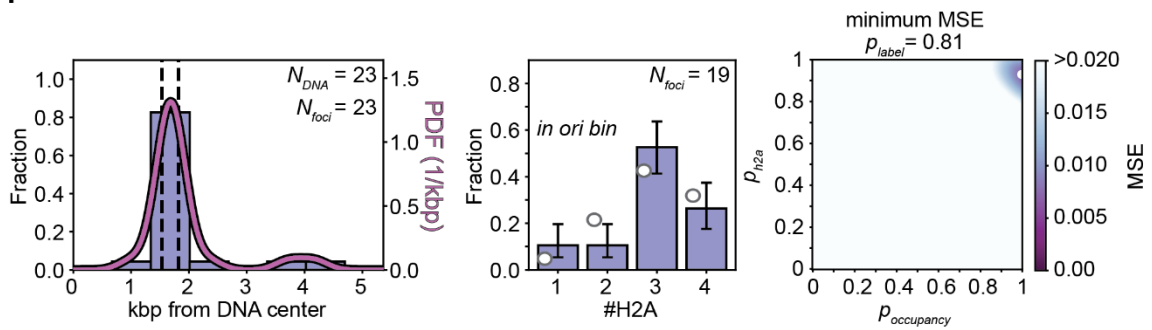 N_DNA = 23
N_foci = 23
Fraction
1.0
0.8
0.6
0.4
0.2
0.0
1.5
1.0
0.5
0.0
PDF (1/kbp)
1 2 3 4 5
kbp from DNA center
N_foci = 19
in ori bin
Fraction
0.8
0.6
0.4
0.2
0.0
1 2 3 4
#H2A
minimum MSE
p_label = 0.81
p_h2a
1
0.8
0.6
0.4
0.2
0
0 0.2 0.4 0.6 0.8 1
p_occupancy
>0.020
0.015
0.010
0.005
0.00
MSE